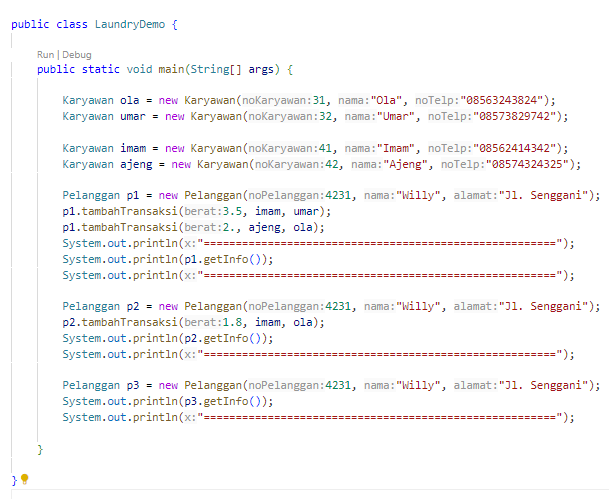 public class LaundryDemo {
Run | Debug
public static void main(String[] args) {
Karyawan ola = new Karyawan(noKaryawan:31, nama:"Ola", noTelp:"08563243824");
Karyawan umar = new Karyawan(noKaryawan:32, nama:"Umar", noTelp:"08573829742");
Karyawan imam = new Karyawan(noKaryawan:41, nama:"Imam", noTelp:"08562414342");
Karyawan ajeng = new Karyawan(noKaryawan:42, nama:"Ajeng", noTelp:"08574324325");
Pelanggan p1 = new Pelanggan(noPelanggan:4231, nama:"Willy", alamat:"Jl. Senggani");
p1.tambahTransaksi(berat:3.5, imam, umar);
p1.tambahTransaksi(berat:2., ajeng, ola);
System.out.println(x:"======================================================");
System.out.println(p1.getInfo());
System.out.println(x:"======================================================");
Pelanggan p2 = new Pelanggan(noPelanggan:4231, nama:"Willy", alamat:"Jl. Senggani");
p2.tambahTransaksi(berat:1.8, imam, ola);
System.out.println(p2.getInfo());
System.out.println(x:"======================================================");
Pelanggan p3 = new Pelanggan(noPelanggan:4231, nama:"Willy", alamat:"Jl. Senggani");
System.out.println(p3.getInfo());
System.out.println(x:"======================================================");
}
}